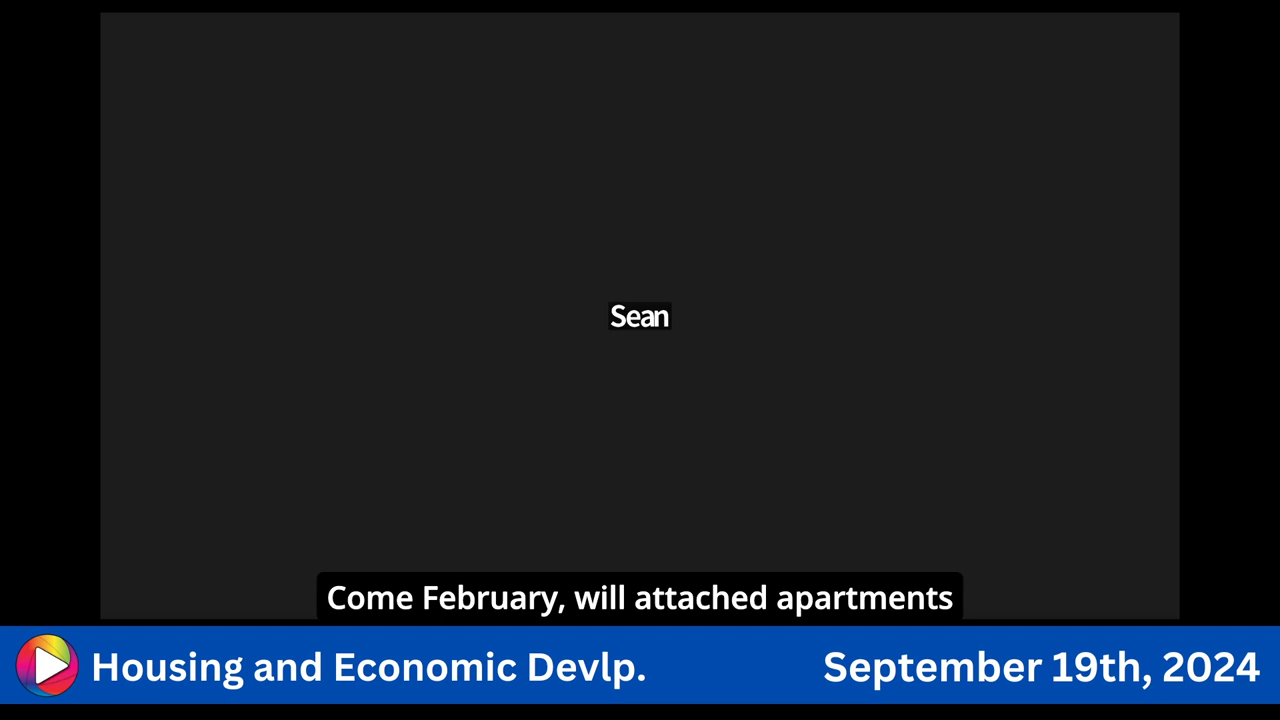 Sean
Come February, will attached apartments
Housing and Economic Devlp.
September 19th, 2024